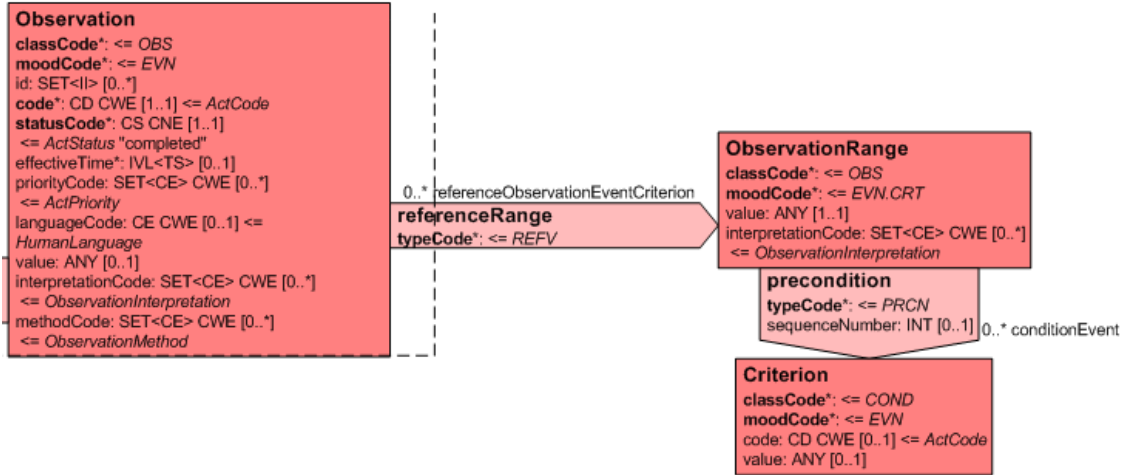 Observation
classCode*: <= OBS
moodCode*: <= EVN
id: SET<II> [0..*]
code*: CD CWE [1..1] <= ActCode
statusCode*: CS CNE [1..1]
<= ActStatus "completed"
effectiveTime*: IVL<TS> [0..1]
priorityCode: SET<CE> CWE [0..*]
<= ActPriority
languageCode: CE CWE [0..1] <=
HumanLanguage
value: ANY [0..1]
interpretationCode: SET<CE> CWE [0..*]
<= ObservationInterpretation
methodCode: SET<CE> CWE [0..*]
<= ObservationMethod
0..* referenceObservationEventCriterion
referenceRange
typeCode*: <= REFV
ObservationRange
classCode*: <= OBS
moodCode*: <= EVN.CRT
value: ANY [1..1]
interpretationCode: SET<CE> CWE [0..*]
<= ObservationInterpretation
precondition
typeCode*: <= PRCN
sequenceNumber: INT [0..1]
0..* conditionEvent
Criterion
classCode*: <= COND
moodCode*: <= EVN
code: CD CWE [0..1] <= ActCode
value: ANY [0..1]